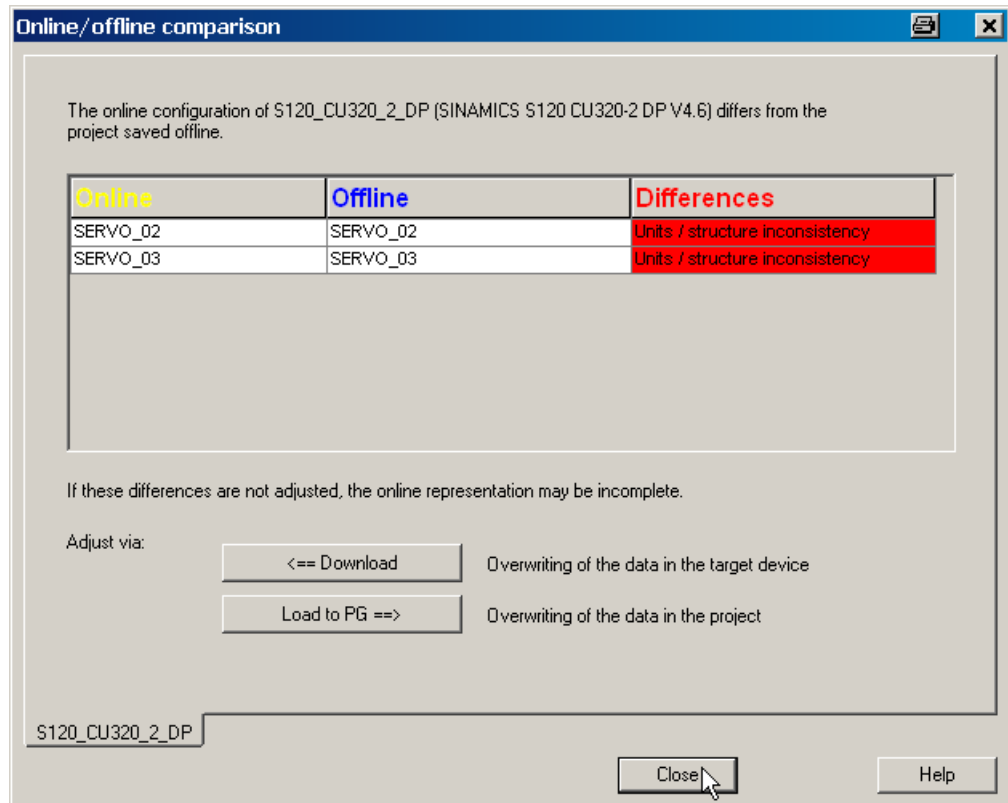 Online/offline comparison
The online configuration of S120_CU320_2_DP (SINAMICS S120 CU320-2 DP V4.6) differs from the
project saved offline.
Online Offline Differences
SERVO_02 SERVO_02 Units / structure inconsistency
SERVO_03 SERVO_03 Units / structure inconsistency
If these differences are not adjusted, the online representation may be incomplete.
Adjust via:
<== Download Overwriting of the data in the target device
Load to PG ==> Overwriting of the data in the project
S120_CU320_2_DP
Close Help